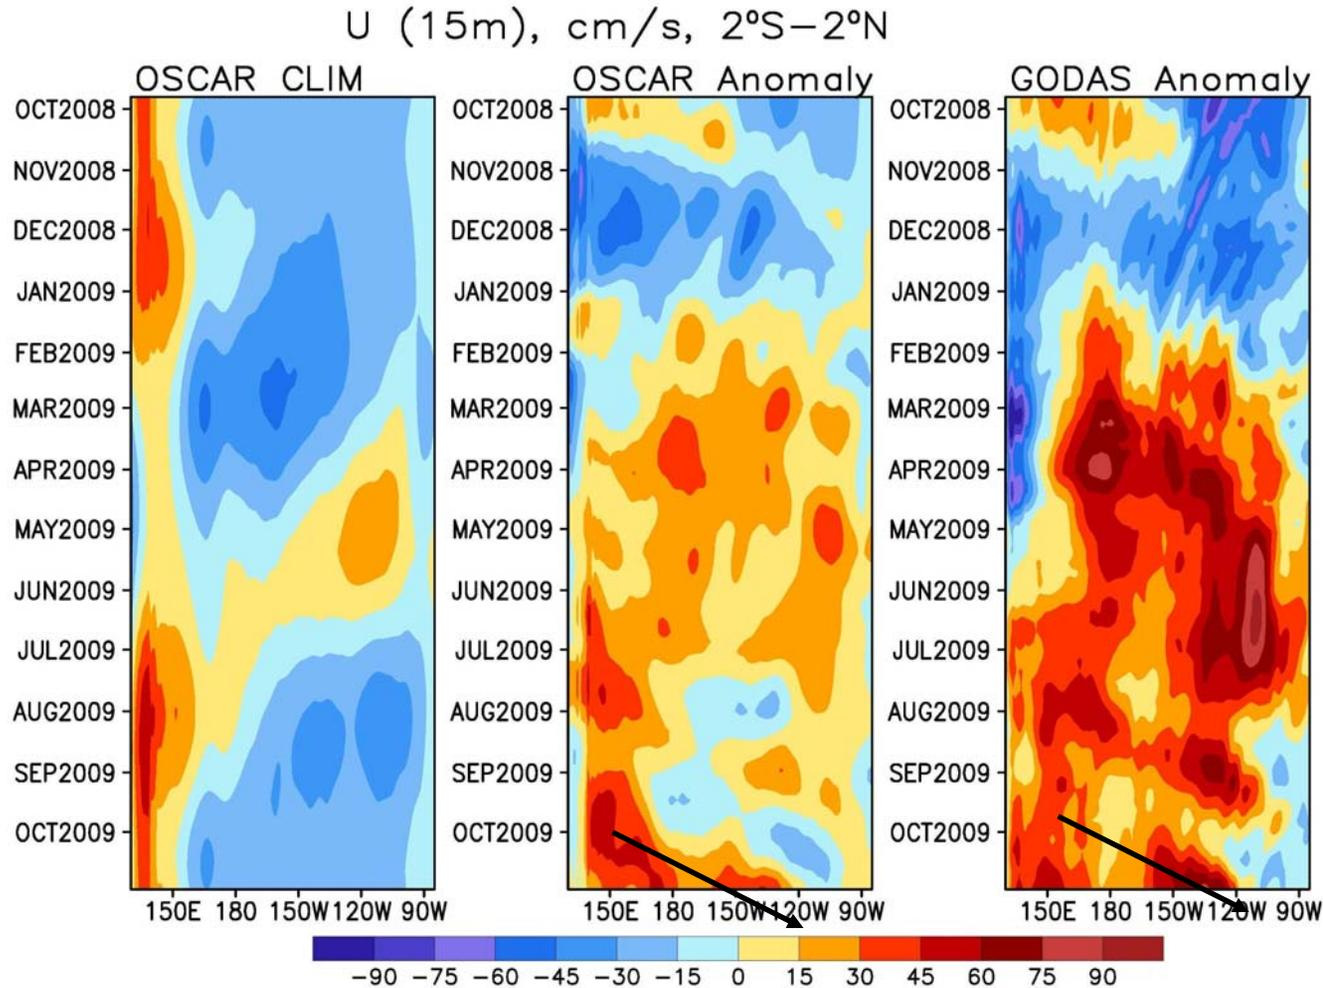 U (15m), cm/s, 2ºS−2ºN
OSCAR CLIM
OSCAR Anomaly
GODAS Anomaly
OCT2008
NOV2008
DEC2008
JAN2009
FEB2009
MAR2009
APR2009
MAY2009
JUN2009
JUL2009
AUG2009
SEP2009
OCT2009
150E 180 150W 120W 90W
OCT2008
NOV2008
DEC2008
JAN2009
FEB2009
MAR2009
APR2009
MAY2009
JUN2009
JUL2009
AUG2009
SEP2009
OCT2009
150E 180 150W 120W 90W
OCT2008
NOV2008
DEC2008
JAN2009
FEB2009
MAR2009
APR2009
MAY2009
JUN2009
JUL2009
AUG2009
SEP2009
OCT2009
150E 180 150W 120W 90W
−90 −75 −60 −45 −30 −15 0 15 30 45 60 75 90